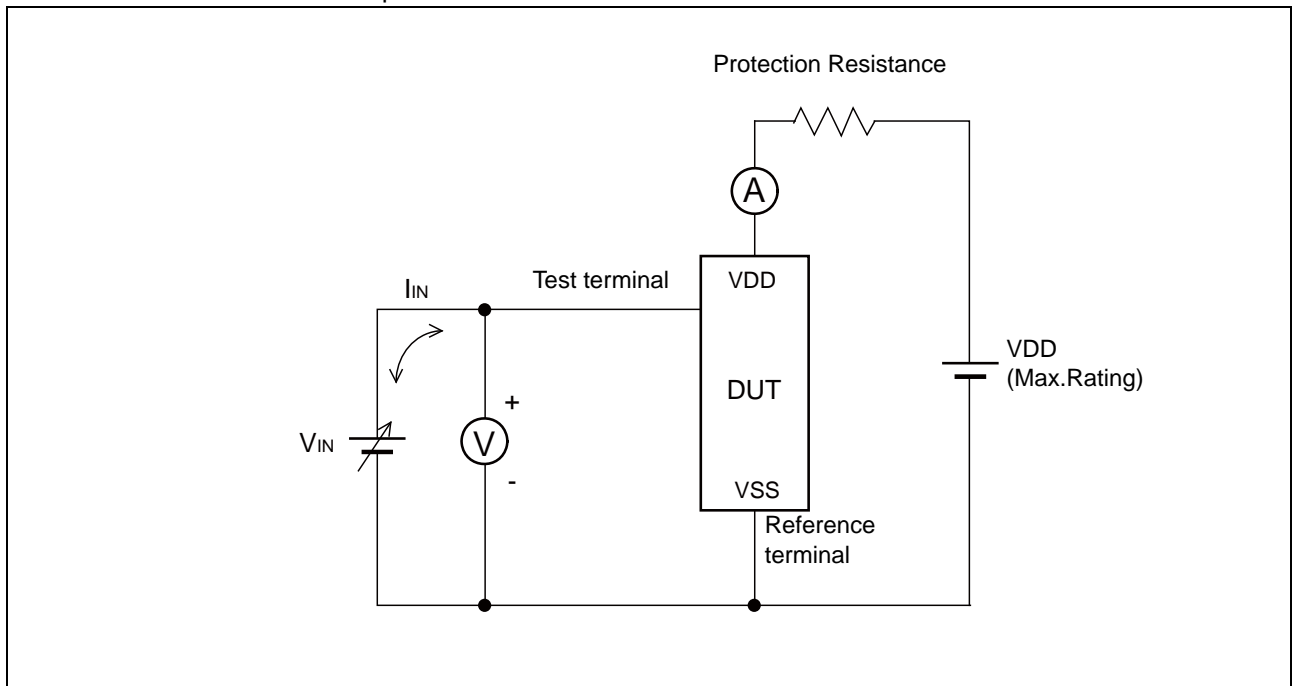 Protection Resistance
A
Test terminal
VDD
IIN
VDD
(Max.Rating)
DUT
+
VIN
V
-
VSS
Reference
terminal